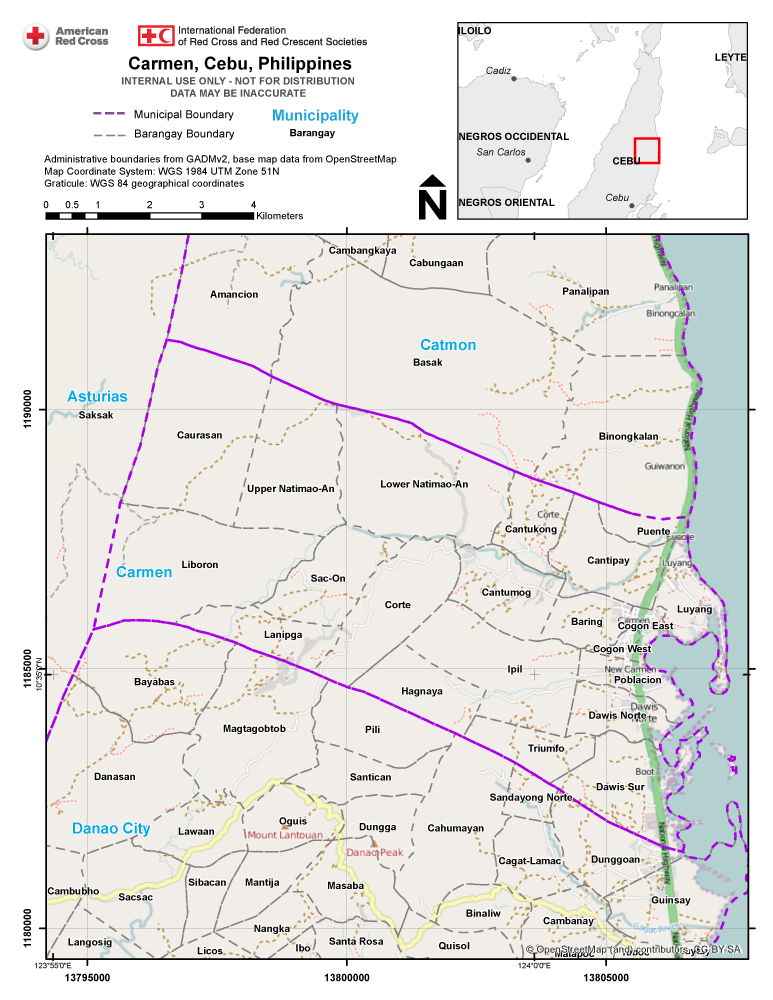 American
Red Cross
International Federation
of Red Cross and Red Crescent Societies
Carmen, Cebu, Philippines
INTERNAL USE ONLY - NOT FOR DISTRIBUTION
DATA MAY BE INACCURATE
Municipal Boundary
Municipality
Barangay Boundary
Barangay
Administrative boundaries from GADMv2, base map data from OpenStreetMap
Map Coordinate System: WGS 1984 UTM Zone 51N
Graticule: WGS 84 geographical coordinates
0 0.5 1 2 3 4
Kilometers
N
ILOILO
LEYTE
Cadiz
NEGROS OCCIDENTAL
San Carlos
CEBU
Cebu
NEGROS ORIENTAL
Cambangkaya
Cabungaan
Highway
Amancion
Panalipan
Panalipan
Binongcalan
Catmon
Basak
Asturias
Saksak
1190000
National Highway
Caurasan
Binongkalan
Guiwanon
Upper Natimao-An
Lower Natimao-An
Corte
Cantukong
Puente
Puente
Liboron
Cantipay
Luyang
Carmen
Sac-On
Cantumog
Corte
Luyang
Carmen
Baring
Cogon East
Lanipga
Cogon West
1185000
10°35'0"N
Ipil
New Carmen
Poblacion
Bayabas
Hagnaya
Dawis
Norte
Dawis Norte
Magtagobtob
Pili
Triumfo
Danasan
Santican
Boot
Dawis Sur
Sandayong Norte
Danao City
Oguis
Lawaan
Mount Lantouan
Dungga
Cahumayan
National Highway
Danao Peak
Cagat-Lamac
Dunggoan
Sibacan
Mantija
Masaba
Cambubho
Sacsac
Guinsay
Binaliw
Cambanay
1180000
Nangka
Langosig
Licos
Ibo
Santa Rosa
Quisol
© OpenStreetMap (and) contributors, CC-BY-SA
Malapoc
123°55'0"E
124°0'0"E
13795000
13800000
13805000